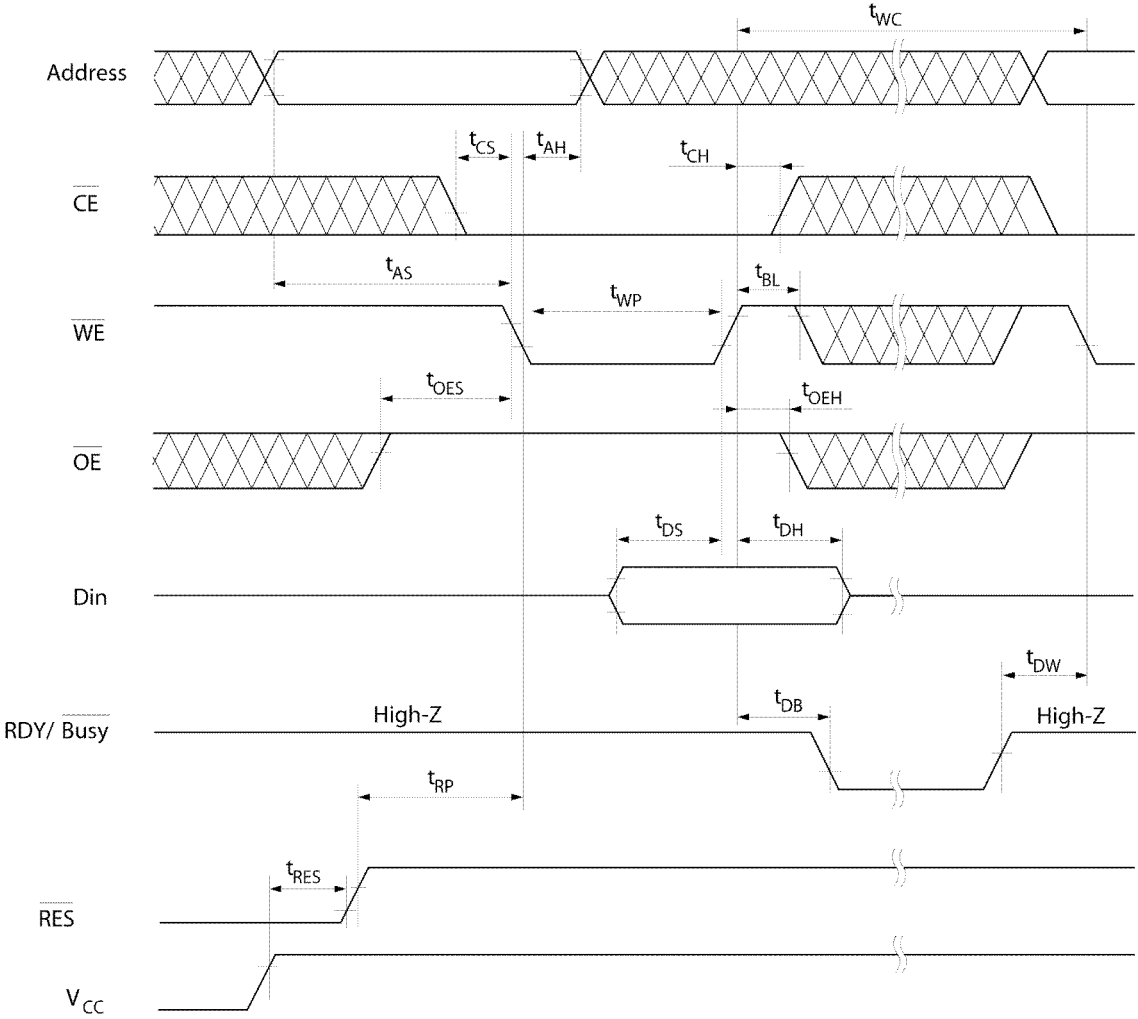 tWC
Address
tCS
tAH
tCH
CE
tAS
tBL
tWP
WE
tOES
tOEH
OE
tDS
tDH
Din
tDW
High-Z
tDB
High-Z
RDY/ Busy
tRP
tRES
RES
VCC